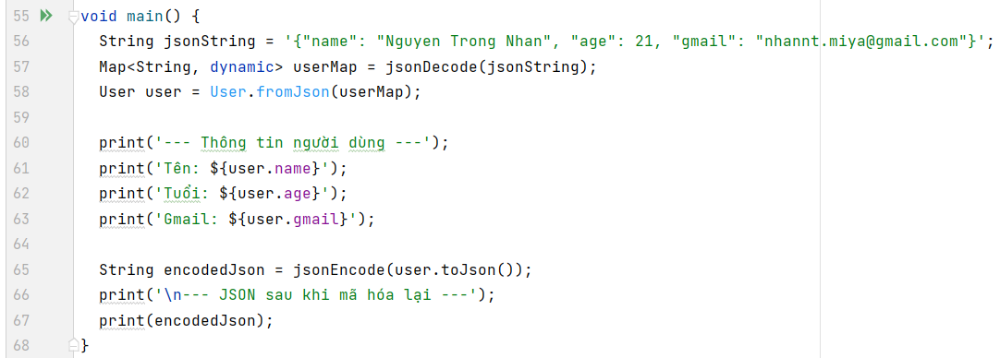 55 void main() {
56 String jsonString = '{"name": "Nguyen Trong Nhan", "age": 21, "gmail": "nhannt.miya@gmail.com"}';
57 Map<String, dynamic> userMap = jsonDecode(jsonString);
58 User user = User.fromJson(userMap);
59
60 print('--- Thông tin người dùng ---');
61 print('Tên: ${user.name}');
62 print('Tuổi: ${user.age}');
63 print('Gmail: ${user.gmail}');
64
65 String encodedJson = jsonEncode(user.toJson());
66 print('\n--- JSON sau khi mã hóa lại ---');
67 print(encodedJson);
68 }